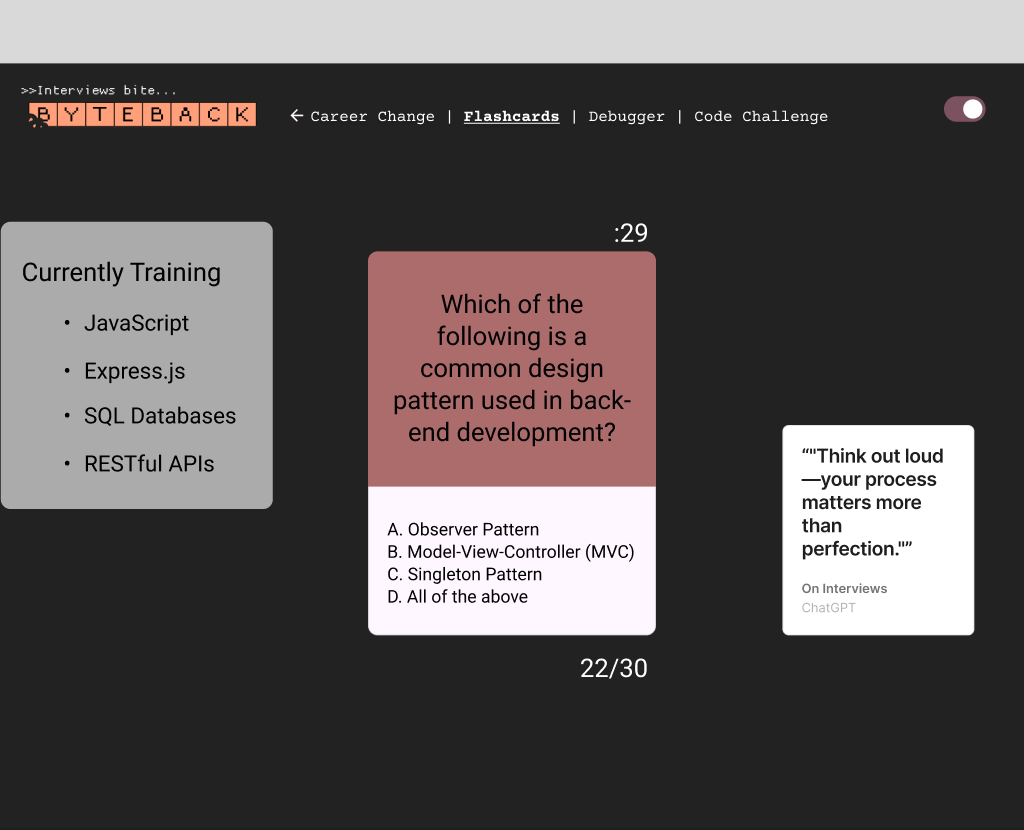 >>Interviews bite...
BYTEBACK
← Career Change | Flashcards | Debugger | Code Challenge
Currently Training
• JavaScript
• Express.js
• SQL Databases
• RESTful APIs
:29
Which of the
following is a
common design
pattern used in back-
end development?
A. Observer Pattern
B. Model-View-Controller (MVC)
C. Singleton Pattern
D. All of the above
22/30
“"Think out loud
—your process
matters more
than
perfection."”
On Interviews
ChatGPT